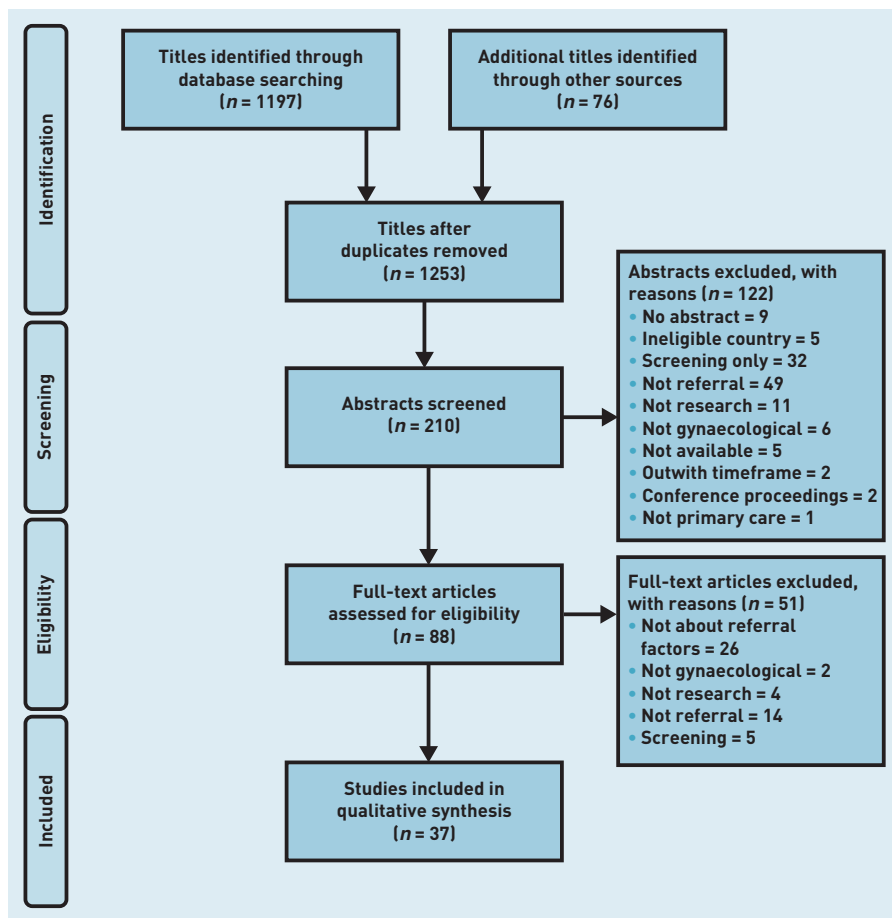 Identification
Titles identified through
database searching
(n = 1197)
Additional titles identified
through other sources
(n = 76)
Titles after
duplicates removed
(n = 1253)
Screening
Abstracts screened
(n = 210)
Abstracts excluded, with
reasons (n = 122)
• No abstract = 9
• Ineligible country = 5
• Screening only = 32
• Not referral = 49
• Not research = 11
• Not gynaecological = 6
• Not available = 5
• Outwith timeframe = 2
• Conference proceedings = 2
• Not primary care = 1
Eligibility
Full-text articles
assessed for eligibility
(n = 88)
Full-text articles excluded,
with reasons (n = 51)
• Not about referral
factors = 26
• Not gynaecological = 2
• Not research = 4
• Not referral = 14
• Screening = 5
Included
Studies included in
qualitative synthesis
(n = 37)